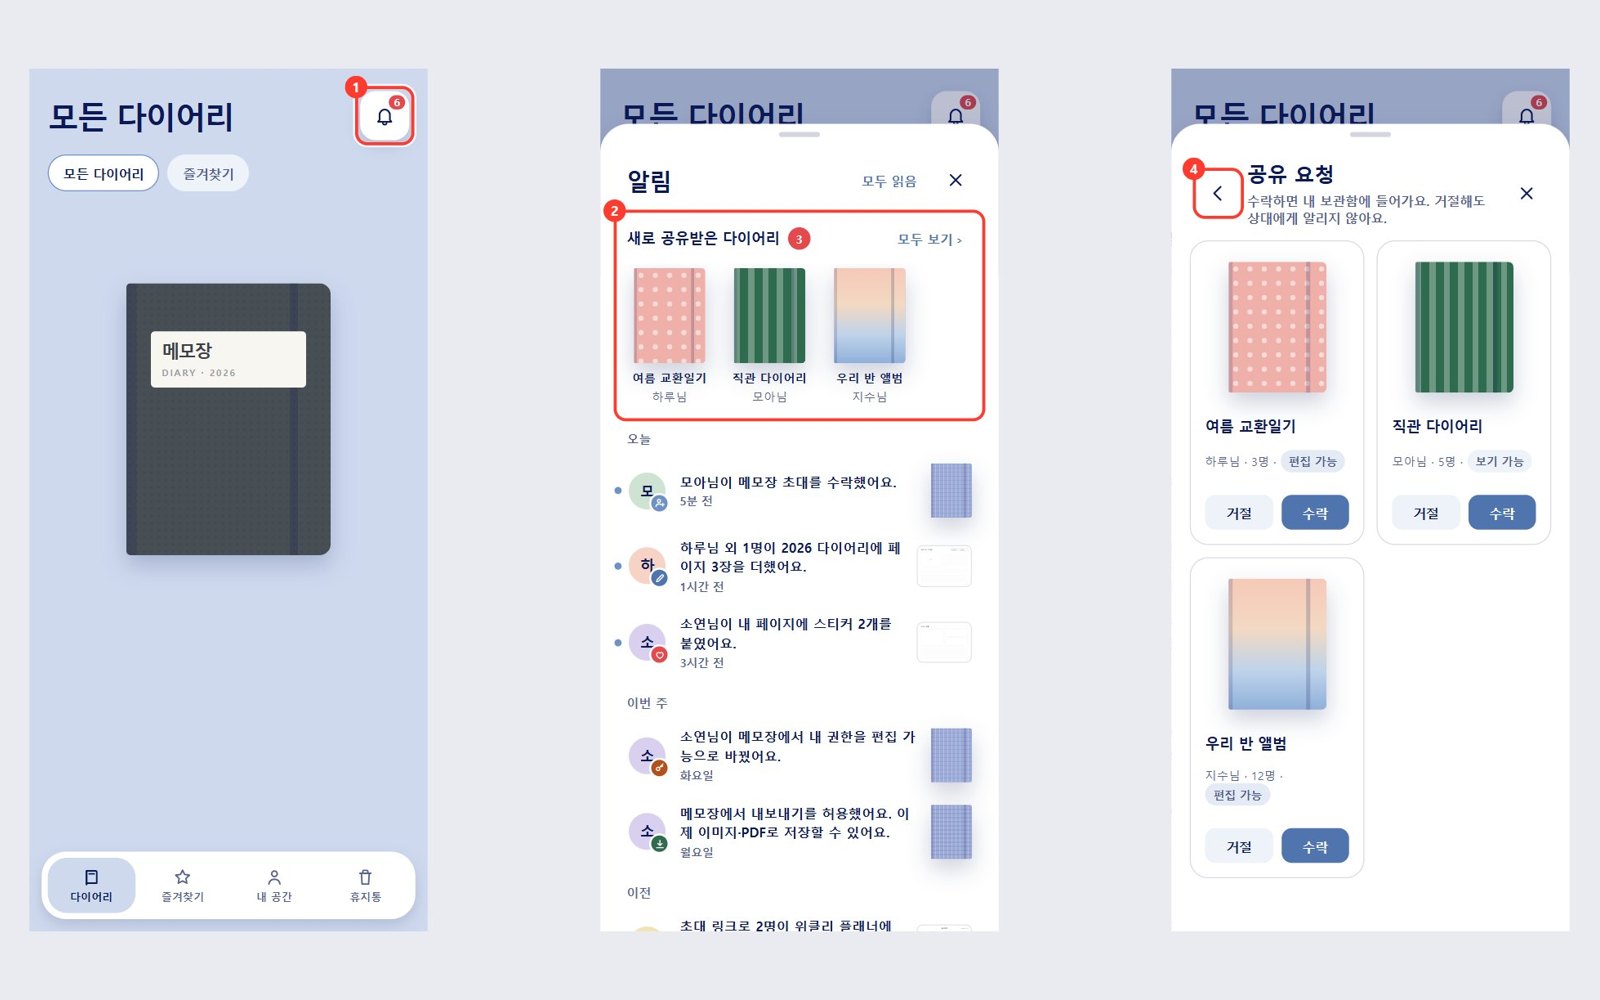 1
6
모든 다이어리
모든 다이어리
즐겨찾기
메모장
DIARY · 2026
다이어리
즐겨찾기
내 공간
휴지통
모든 다이어리
6
알림
모두 읽음
2
새로 공유받은 다이어리 3
모두 보기 ›
여름 교환일기
하루님
직관 다이어리
모아님
우리 반 앨범
지수님
오늘
모
모아님이 메모장 초대를 수락했어요.
5분 전
하
하루님 외 1명이 2026 다이어리에 페
이지 3장을 더했어요.
1시간 전
소
소연님이 내 페이지에 스티커 2개를
붙였어요.
3시간 전
이번 주
소
소연님이 메모장에서 내 권한을 편집 가
능으로 바꿨어요.
화요일
소
메모장에서 내보내기를 허용했어요. 이
제 이미지·PDF로 저장할 수 있어요.
월요일
이전
초대 링크로 2명이 위클리 플래너에
모든 다이어리
6
4
공유 요청
수락하면 내 보관함에 들어가요. 거절해도
상대에게 알리지 않아요.
여름 교환일기
하루님 · 3명 · 편집 가능
거절
수락
직관 다이어리
모아님 · 5명 · 보기 가능
거절
수락
우리 반 앨범
지수님 · 12명 ·
편집 가능
거절
수락